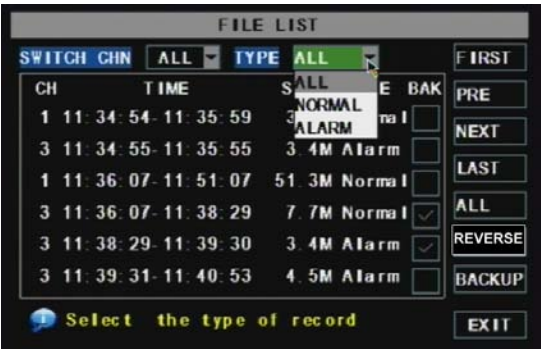 FILE LIST
SWITCH CHN ALL TYPE ALL FIRST
CH TIME S E BAK PRE
ALL
NORMAL
ALARM
1 11:34:54-11:35:59 3 mal
NEXT
3 11:34:55-11:35:55 3.4M Alarm
LAST
1 11:36:07-11:51:07 51.3M Normal
3 11:36:07-11:38:29 7.7M Normal ALL
3 11:38:29-11:39:30 3.4M Alarm REVERSE
3 11:39:31-11:40:53 4.5M Alarm BACKUP
Select the type of record EXIT